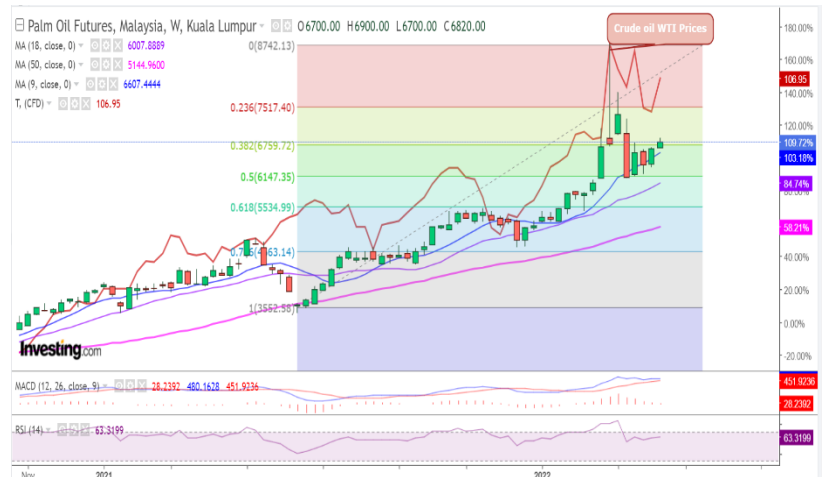 Palm Oil Futures, Malaysia, W, Kuala Lumpur O6700.00 H6900.00 L6700.00 C6820.00
MA (18, close, 0) 6007.8889
MA (50, close, 0) 5144.9600
MA (9, close, 0) 6607.4444
T, (CFD) 106.95
Crude oil WTI Prices
0(8742.13)
0.236(7517.40)
0.382(6759.72)
0.5(6147.35)
0.618(5534.99)
1(3552.58)
180.00%
160.00%
140.00%
120.00%
40.00%
20.00%
0.00%
-20.00%
106.95
109.72%
103.18%
84.74%
58.21%
Investing.com
MACD (12, 26, close, 9) 28.2392 480.1628 451.9236
451.9236
28.2392
RSI (14) 63.3199
63.3199
Nov 2021 2022